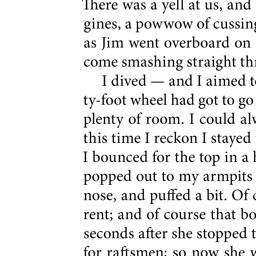 There was a yell at us, and
gines, a powwow of cussing
as Jim went overboard on
come smashing straight thr
I dived — and I aimed t
ty-foot wheel had got to go
plenty of room. I could alw
this time I reckon I stayed
I bounced for the top in a h
popped out to my armpits
nose, and puffed a bit. Of c
rent; and of course that bo
seconds after she stopped t
for raftsmen; so now she w